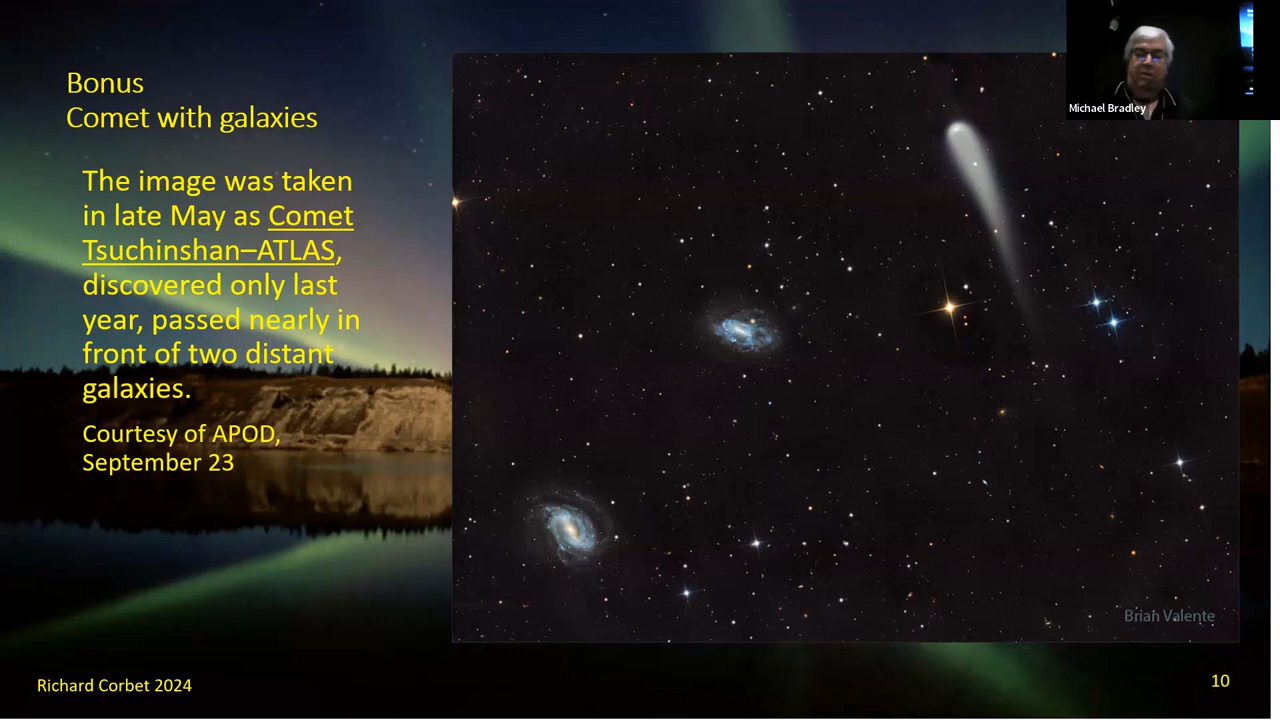 Bonus
Comet with galaxies
The image was taken
in late May as Comet
Tsuchinshan–ATLAS,
discovered only last
year, passed nearly in
front of two distant
galaxies.
Courtesy of APOD,
September 23
Michael Bradley
Brian Valente
Richard Corbet 2024
10